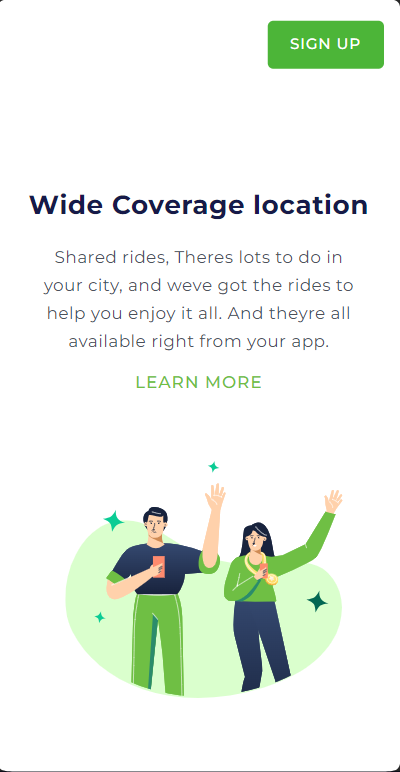 SIGN UP
Wide Coverage location
Shared rides, Theres lots to do in
your city, and weve got the rides to
help you enjoy it all. And theyre all
available right from your app.
LEARN MORE